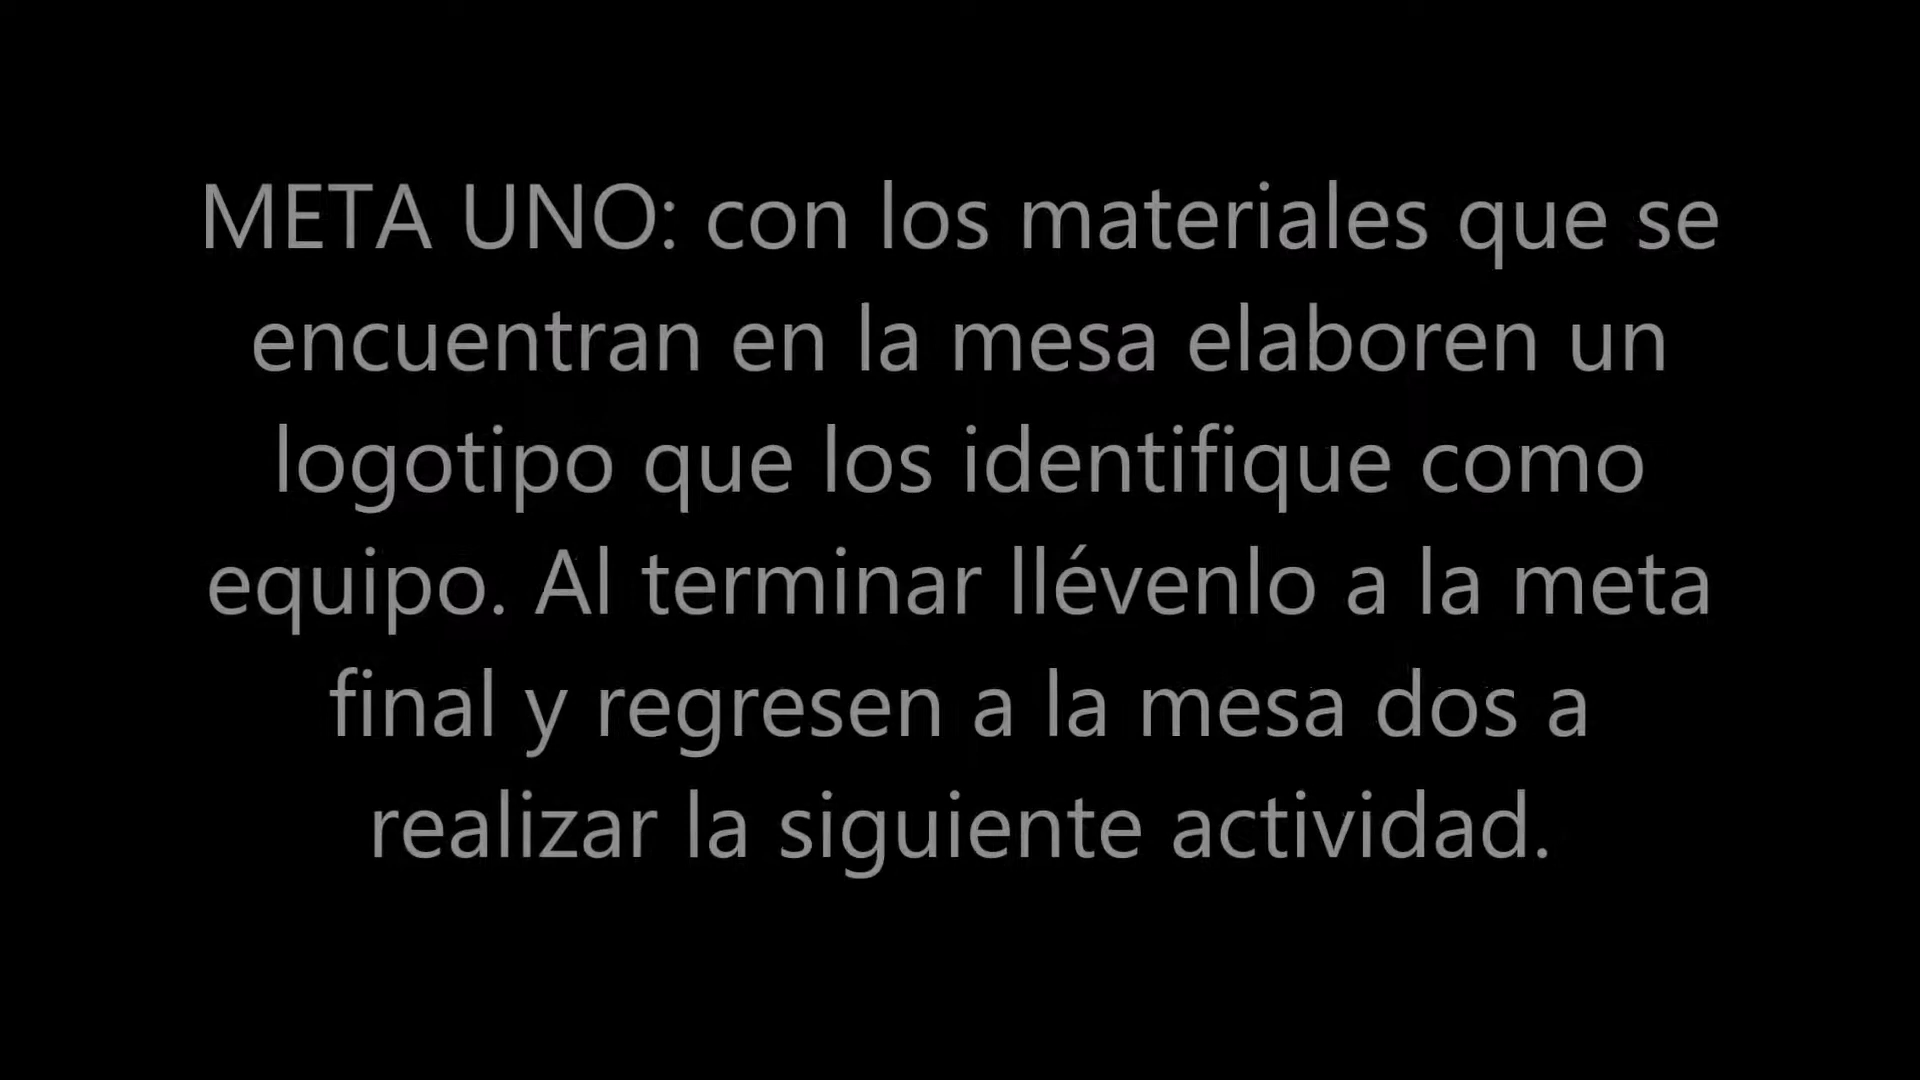 META UNO: con los materiales que se
encuentran en la mesa elaboren un
logotipo que los identifique como
equipo. Al terminar llévenlo a la meta
final y regresen a la mesa dos a
realizar la siguiente actividad.